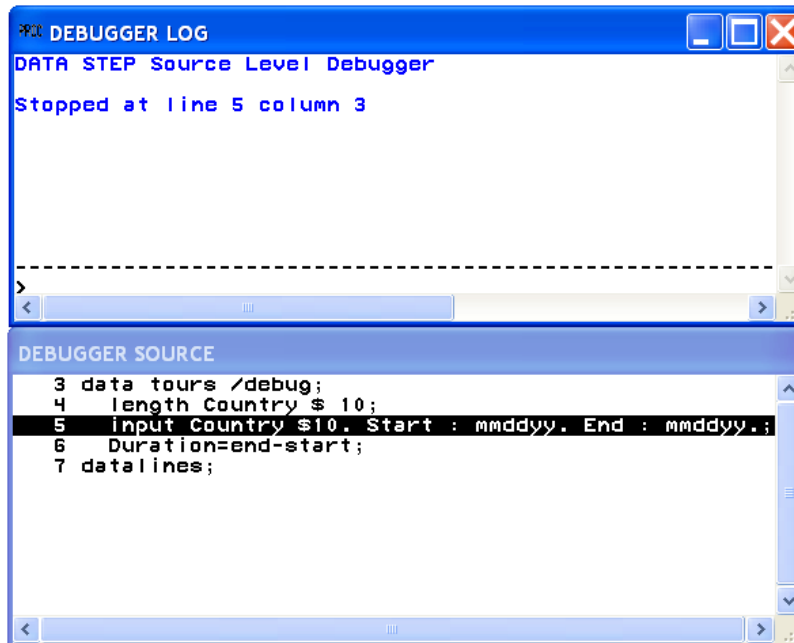 DEBUGGER LOG
DATA STEP Source Level Debugger
Stopped at line 5 column 3
>
DEBUGGER SOURCE
3 data tours /debug;
4 length Country $ 10;
5 input Country $10. Start : mmddyy. End : mmddyy.;
6 Duration=end-start;
7 datalines;